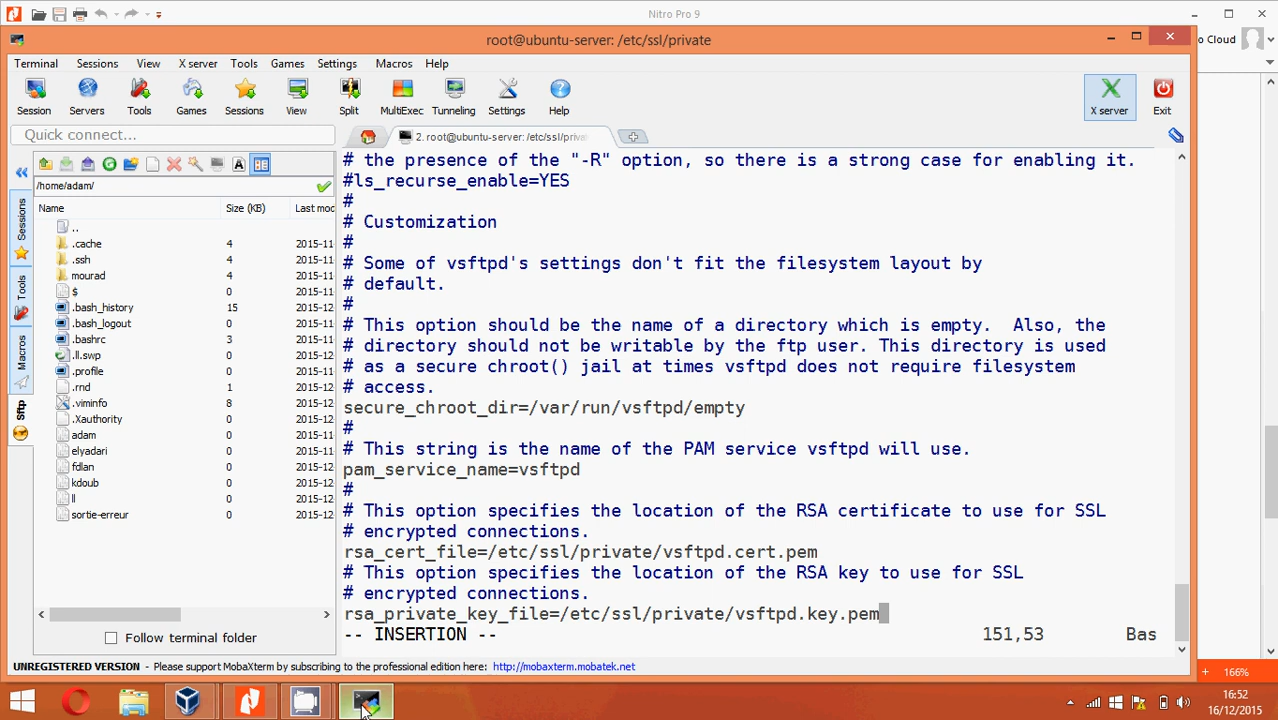 Nitro Pro 9
root@ubuntu-server: /etc/ssl/private
o Cloud
Terminal Sessions View X server Tools Games Settings Macros Help
Session Servers Tools Games Sessions View Split MultiExec Tunneling Settings Help X server Exit
Quick connect...
2. root@ubuntu-server: /etc/ssl/priva
/home/adam/
Name Size (KB) Last mod
..
.cache 4 2015-11
.ssh 4 2015-11
mourad 4 2015-11
$ 0 2015-11
.bash_history 15 2015-12
.bash_logout 0 2015-11
.bashrc 3 2015-11
.ll.swp 0 2015-12
.profile 0 2015-11
.rnd 1 2015-12
.viminfo 8 2015-12
.Xauthority 0 2015-12
adam 0 2015-11
elyadari 0 2015-11
fdlan 0 2015-12
kdoub 0 2015-12
ll 0 2015-12
sortie-erreur 0 2015-12
Sessions
Tools
Macros
Sftp
Follow terminal folder
# the presence of the "-R" option, so there is a strong case for enabling it.
#ls_recurse_enable=YES
#
# Customization
#
# Some of vsftpd's settings don't fit the filesystem layout by
# default.
#
# This option should be the name of a directory which is empty.  Also, the
# directory should not be writable by the ftp user. This directory is used
# as a secure chroot() jail at times vsftpd does not require filesystem
# access.
secure_chroot_dir=/var/run/vsftpd/empty
#
# This string is the name of the PAM service vsftpd will use.
pam_service_name=vsftpd
#
# This option specifies the location of the RSA certificate to use for SSL
# encrypted connections.
rsa_cert_file=/etc/ssl/private/vsftpd.cert.pem
# This option specifies the location of the RSA key to use for SSL
# encrypted connections.
rsa_private_key_file=/etc/ssl/private/vsftpd.key.pem
-- INSERTION -- 151,53 Bas
UNREGISTERED VERSION - Please support MobaXterm by subscribing to the professional edition here: http://mobaxterm.mobatek.net
166%
16:52
16/12/2015